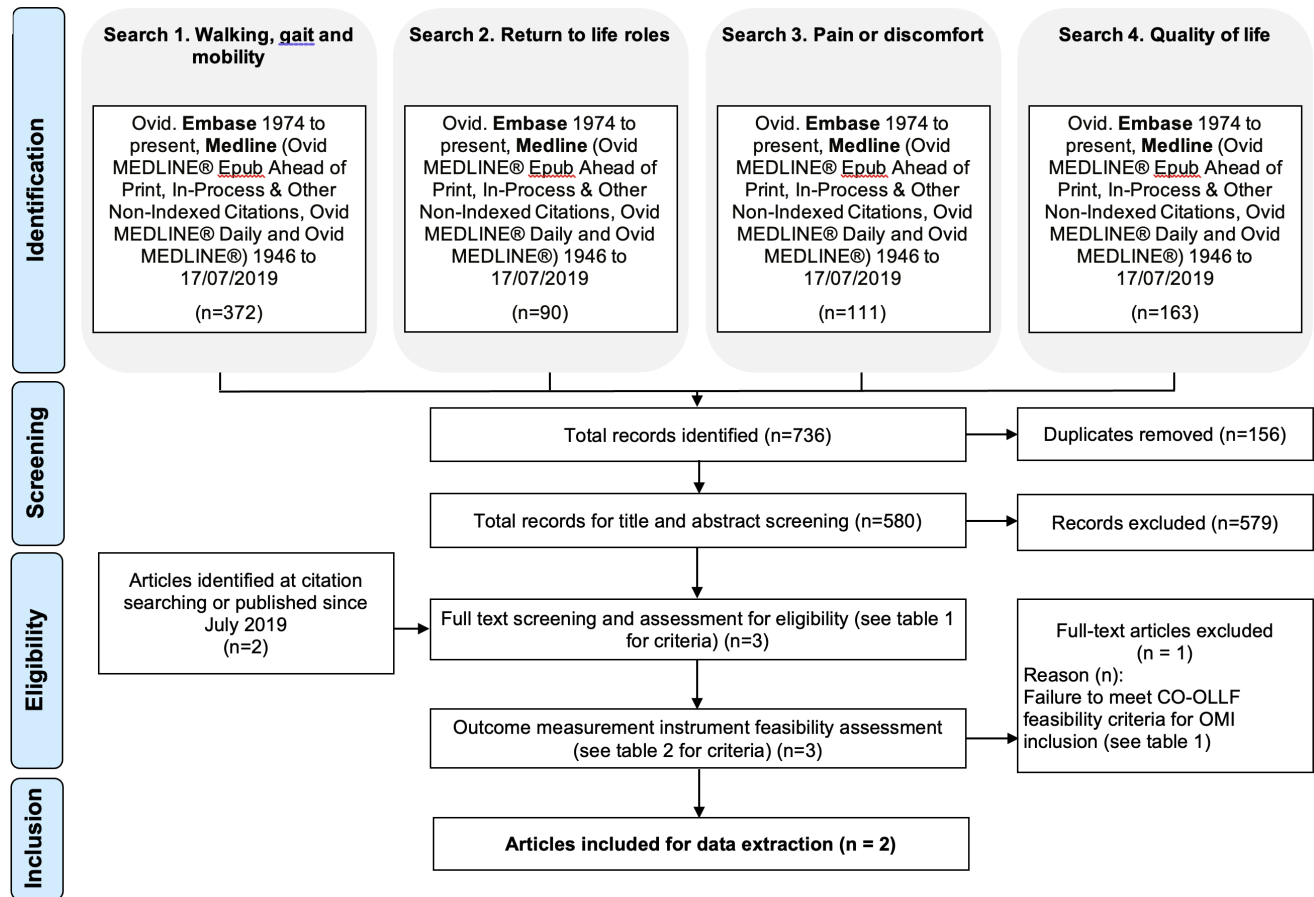 Identification
Search 1. Walking, gait and
mobility
Ovid. Embase 1974 to
present, Medline (Ovid
MEDLINE® Epub Ahead of
Print, In-Process & Other
Non-Indexed Citations, Ovid
MEDLINE® Daily and Ovid
MEDLINE®) 1946 to
17/07/2019
(n=372)
Search 2. Return to life roles
Ovid. Embase 1974 to
present, Medline (Ovid
MEDLINE® Epub Ahead of
Print, In-Process & Other
Non-Indexed Citations, Ovid
MEDLINE® Daily and Ovid
MEDLINE®) 1946 to
17/07/2019
(n=90)
Search 3. Pain or discomfort
Ovid. Embase 1974 to
present, Medline (Ovid
MEDLINE® Epub Ahead of
Print, In-Process & Other
Non-Indexed Citations, Ovid
MEDLINE® Daily and Ovid
MEDLINE®) 1946 to
17/07/2019
(n=111)
Search 4. Quality of life
Ovid. Embase 1974 to
present, Medline (Ovid
MEDLINE® Epub Ahead of
Print, In-Process & Other
Non-Indexed Citations, Ovid
MEDLINE® Daily and Ovid
MEDLINE®) 1946 to
17/07/2019
(n=163)
Screening
Total records identified (n=736)
Duplicates removed (n=156)
Total records for title and abstract screening (n=580)
Records excluded (n=579)
Eligibility
Articles identified at citation
searching or published since
July 2019
(n=2)
Full text screening and assessment for eligibility (see table 1
for criteria) (n=3)
Outcome measurement instrument feasibility assessment
(see table 2 for criteria) (n=3)
Full-text articles excluded
(n = 1)
Reason (n):
Failure to meet CO-OLLF
feasibility criteria for OMI
inclusion (see table 1)
Inclusion
Articles included for data extraction (n = 2)